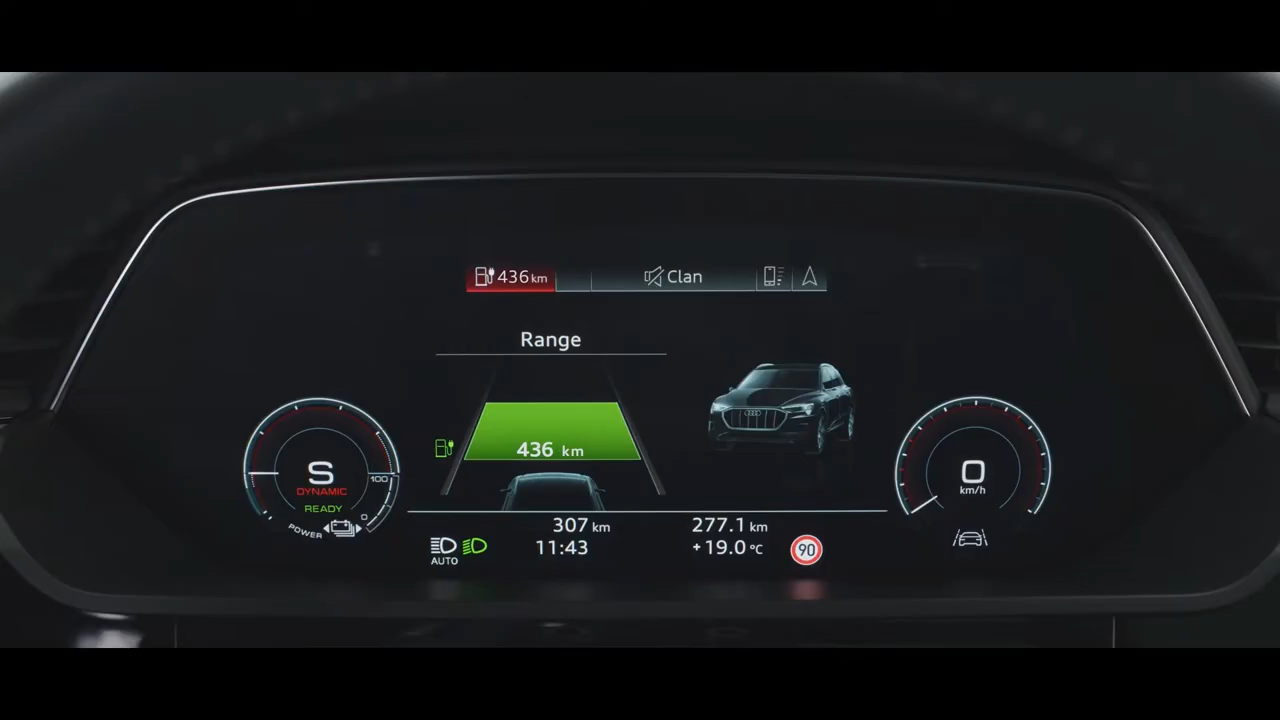 436 km
Clan
Range
436 km
S
DYNAMIC
READY
POWER
100
0
0
km/h
307 km
277.1 km
11:43
+19.0 °C
90
AUTO